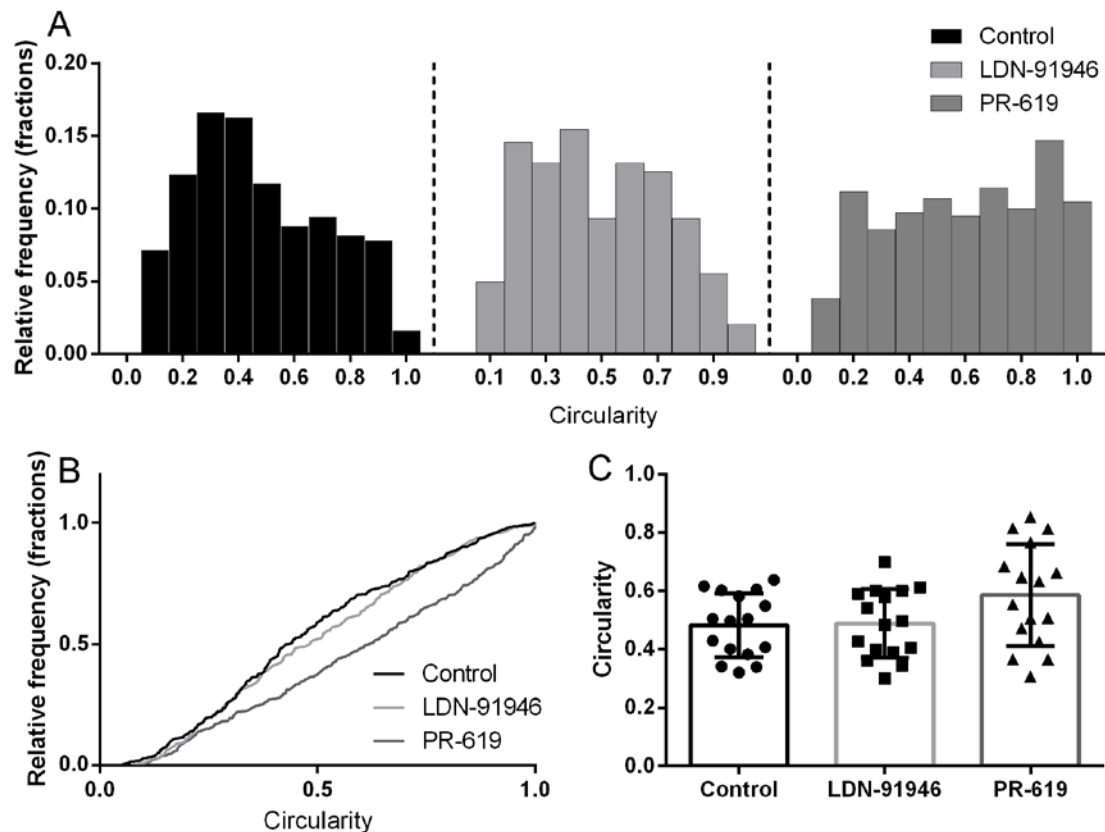 A
Control
LDN-91946
PR-619
Relative frequency (fractions)
0.20
0.15
0.10
0.05
0.00
0.0 0.2 0.4 0.6 0.8 1.0 0.1 0.3 0.5 0.7 0.9 0.0 0.2 0.4 0.6 0.8 1.0
Circularity
B
Relative frequency (fractions)
1.0
0.5
0.0
Control
LDN-91946
PR-619
0.0 0.5 1.0
Circularity
C
Circularity
1.0
0.8
0.6
0.4
0.2
0.0
Control LDN-91946 PR-619